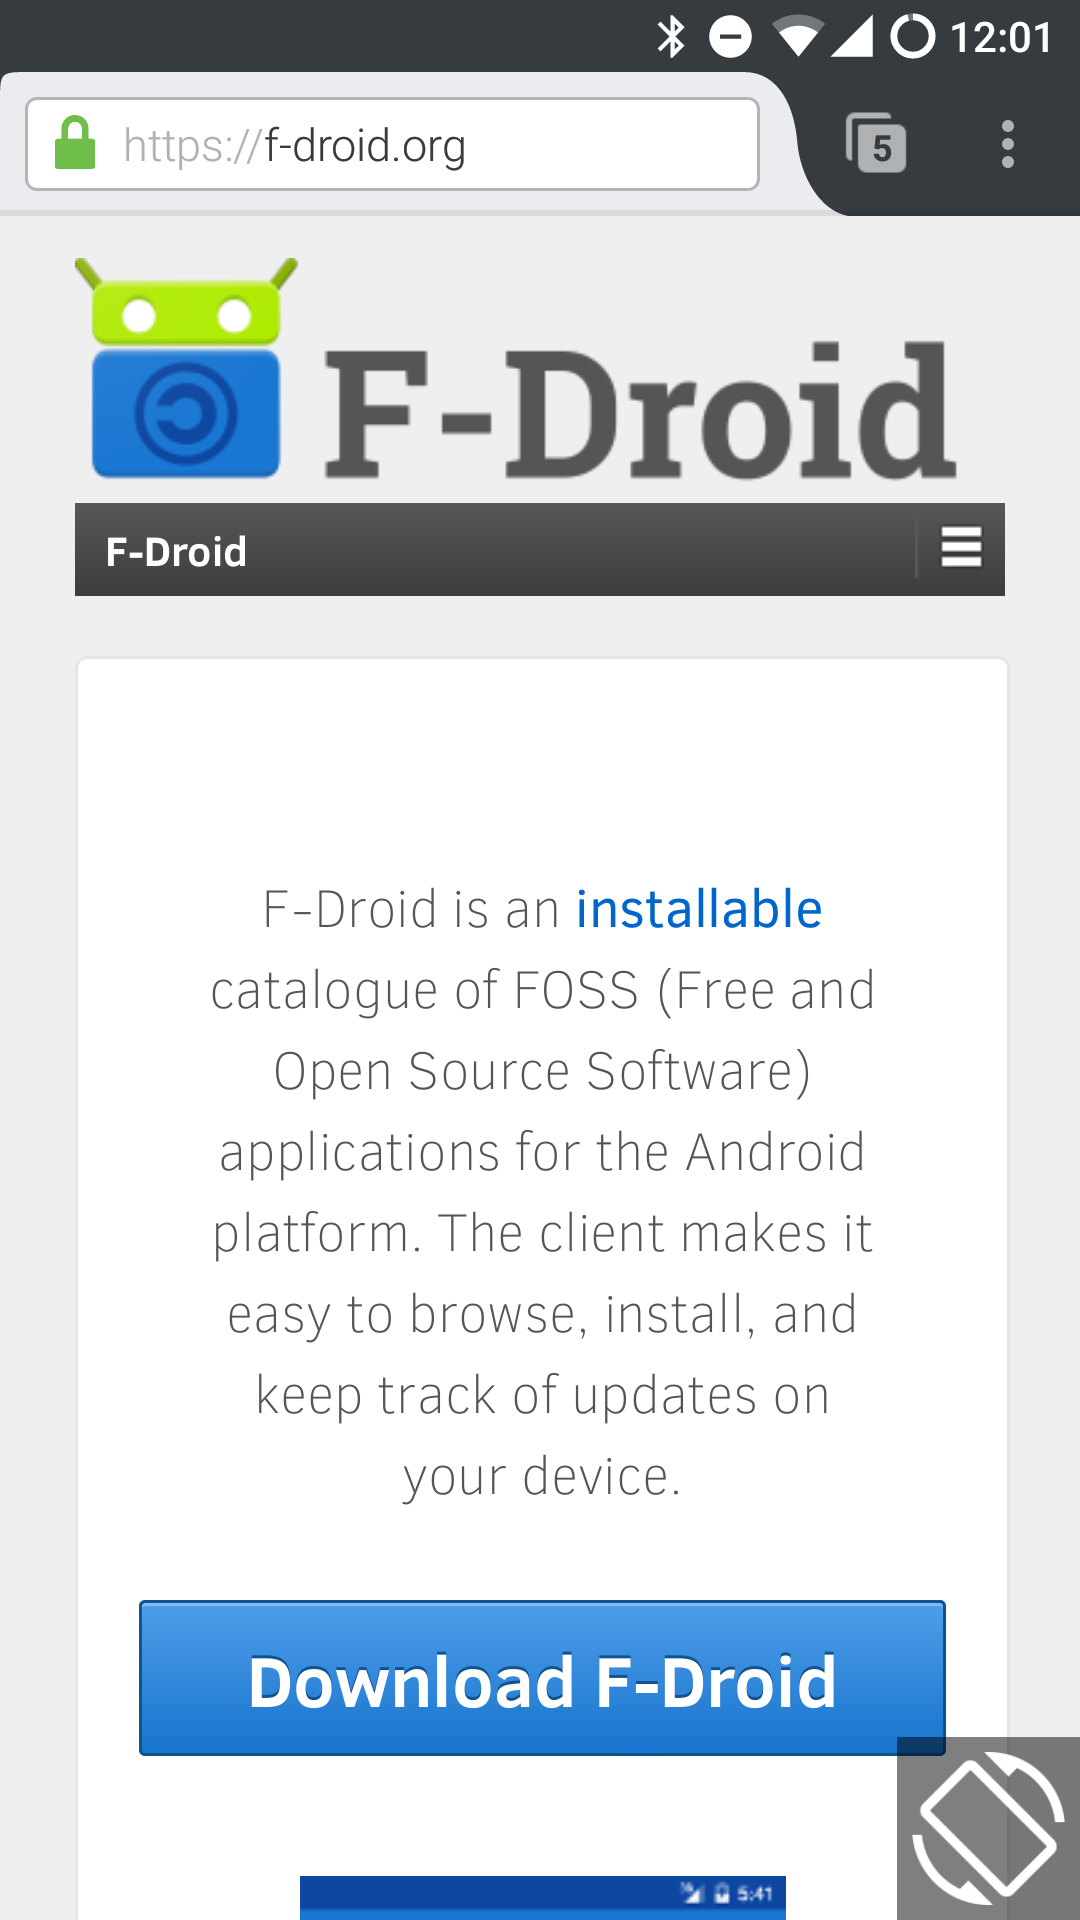 12:01
https://f-droid.org
5
F-Droid
F-Droid
F-Droid is an installable
catalogue of FOSS (Free and
Open Source Software)
applications for the Android
platform. The client makes it
easy to browse, install, and
keep track of updates on
your device.
Download F-Droid
5:41